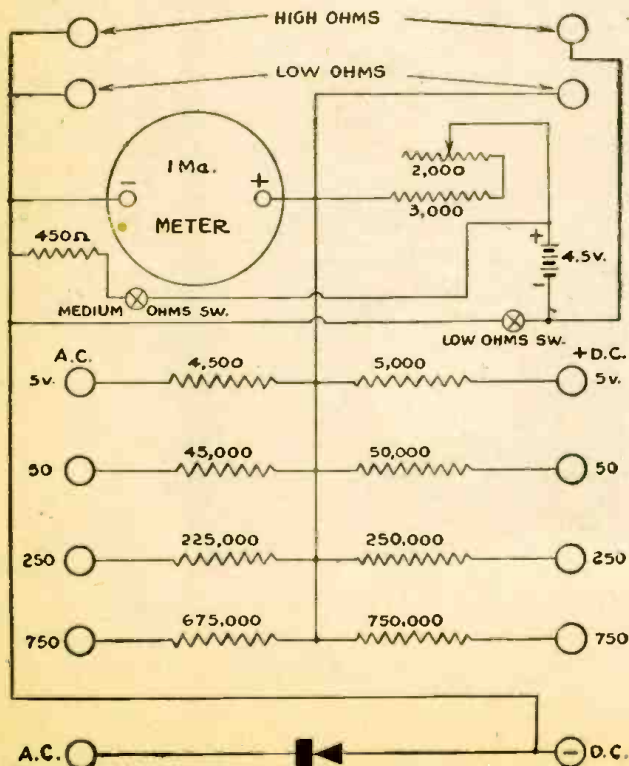 HIGH OHMS
LOW OHMS
1 Ma.
- +
METER
2,000
3,000
450Ω
+
4.5v.
-
MEDIUM OHMS SW.
LOW OHMS SW.
A.C. + D.C.
5v. 4,500 5,000 5v.
50 45,000 50,000 50
250 225,000 250,000 250
750 675,000 750,000 750
A.C. - D.C.